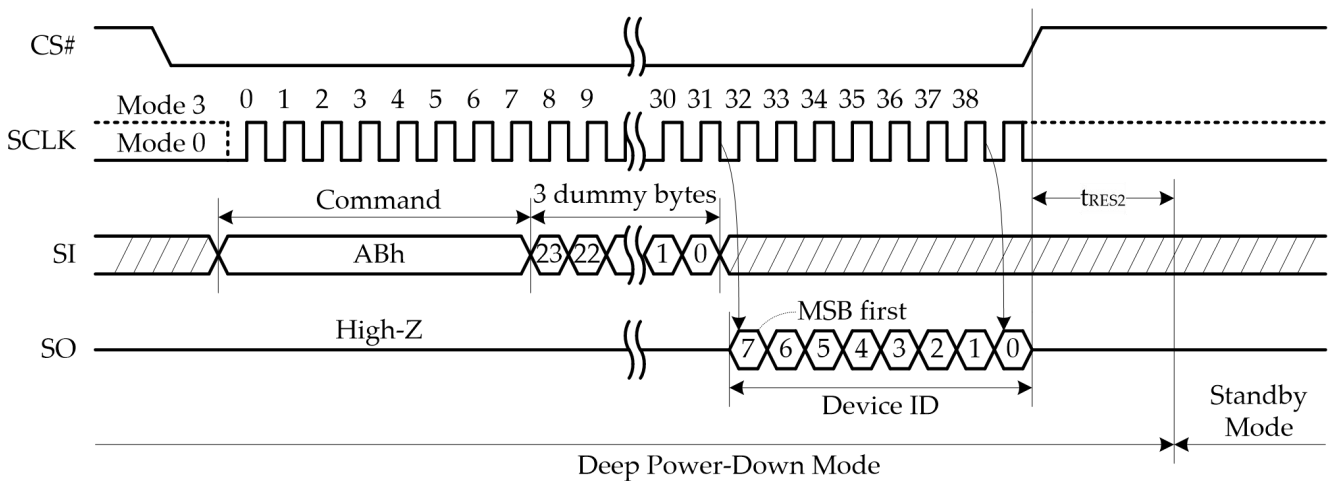 CS#
Mode 3 0 1 2 3 4 5 6 7 8 9 30 31 32 33 34 35 36 37 38
SCLK Mode 0
Command 3 dummy bytes tRES2
SI ABh 23 22 1 0
MSB first
High-Z
SO 7 6 5 4 3 2 1 0
Device ID
Standby
Mode
Deep Power-Down Mode